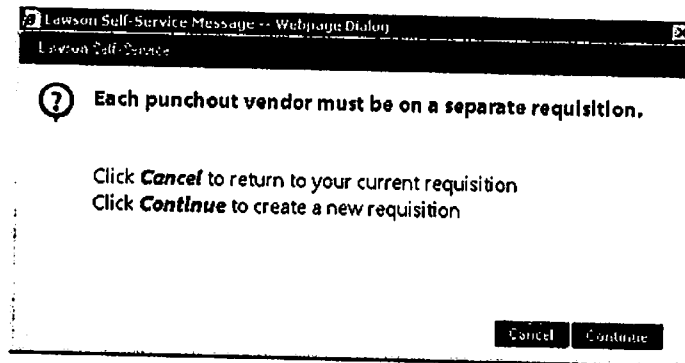 Lawson Self-Service Message -- Webpage Dialog
Lawson Self-Service
Each punchout vendor must be on a separate requisition.
Click Cancel to return to your current requisition
Click Continue to create a new requisition
Cancel Continue